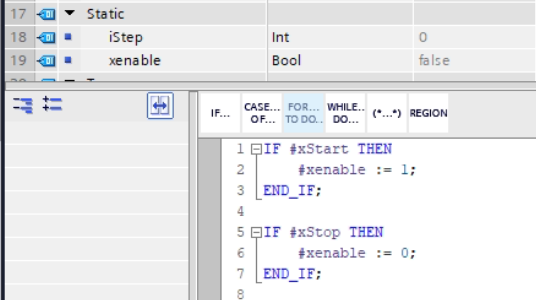 17 Static
18 iStep Int 0
19 xenable Bool false
IF... CASE... OF... FOR... TO DO.. WHILE.. DO... (*...*) REGION
1 IF #xStart THEN
2 #xenable := 1;
3 END_IF;
4
5 IF #xStop THEN
6 #xenable := 0;
7 END_IF;
8